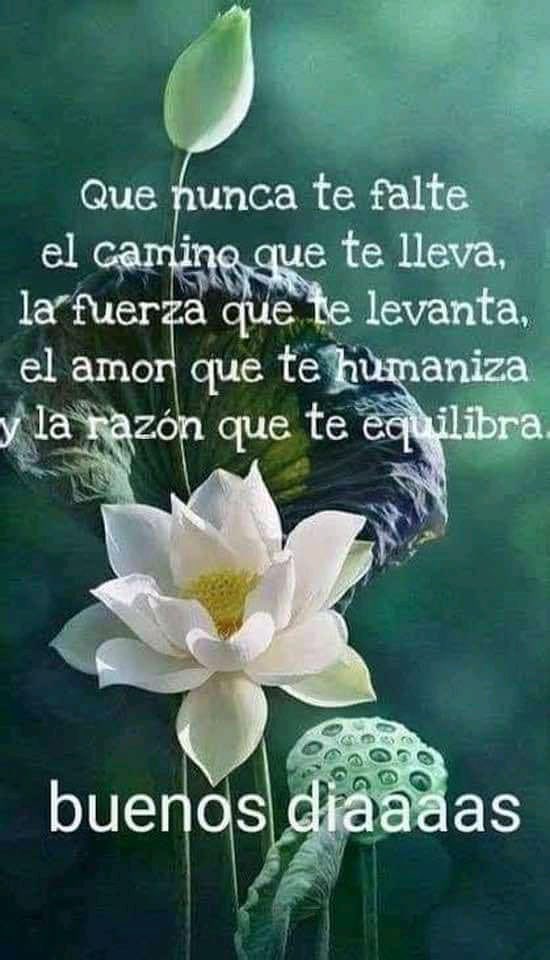 Que nunca te falte
el camino que te lleva,
la fuerza que te levanta,
el amor que te humaniza
y la razón que te equilibra.
buenos diaaaas